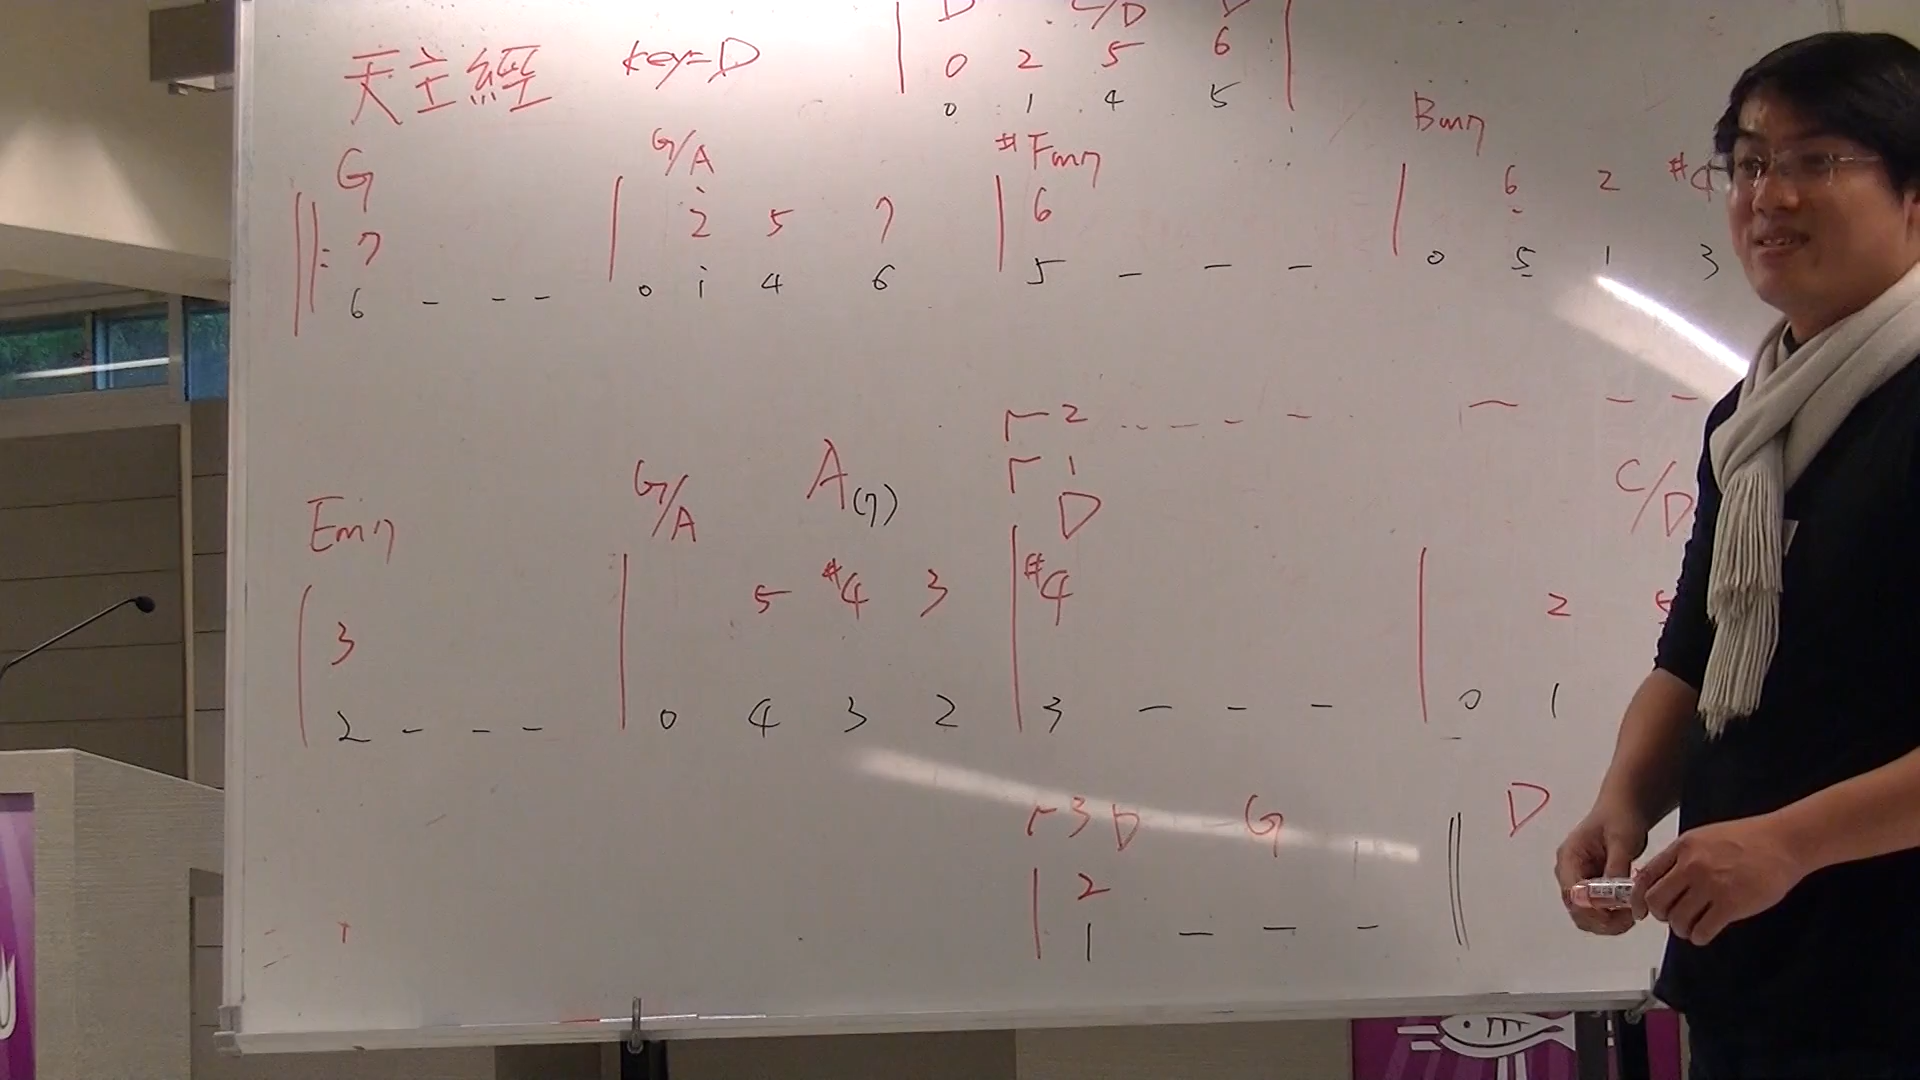 天主經 key=D
D C/D D
0 2 5 6
0 1 4 5
G G/A #Fm7 Bm7
‖: 7 | 2̇ 5 7 | 6 | 6̣ 2 #4
6 - - - 0 1̇ 4 6 5 - - - 0 5̣ 1 3
┌ 2 - - - - - - -
┌ 1
Em7 G/A A(7) D C/D
| 3 | 5 #4 3 | #4 | 2 5
2 - - - 0 4 3 2 3 - - - 0 1
┌ 3 D G ‖ D
| 2
1 - - -